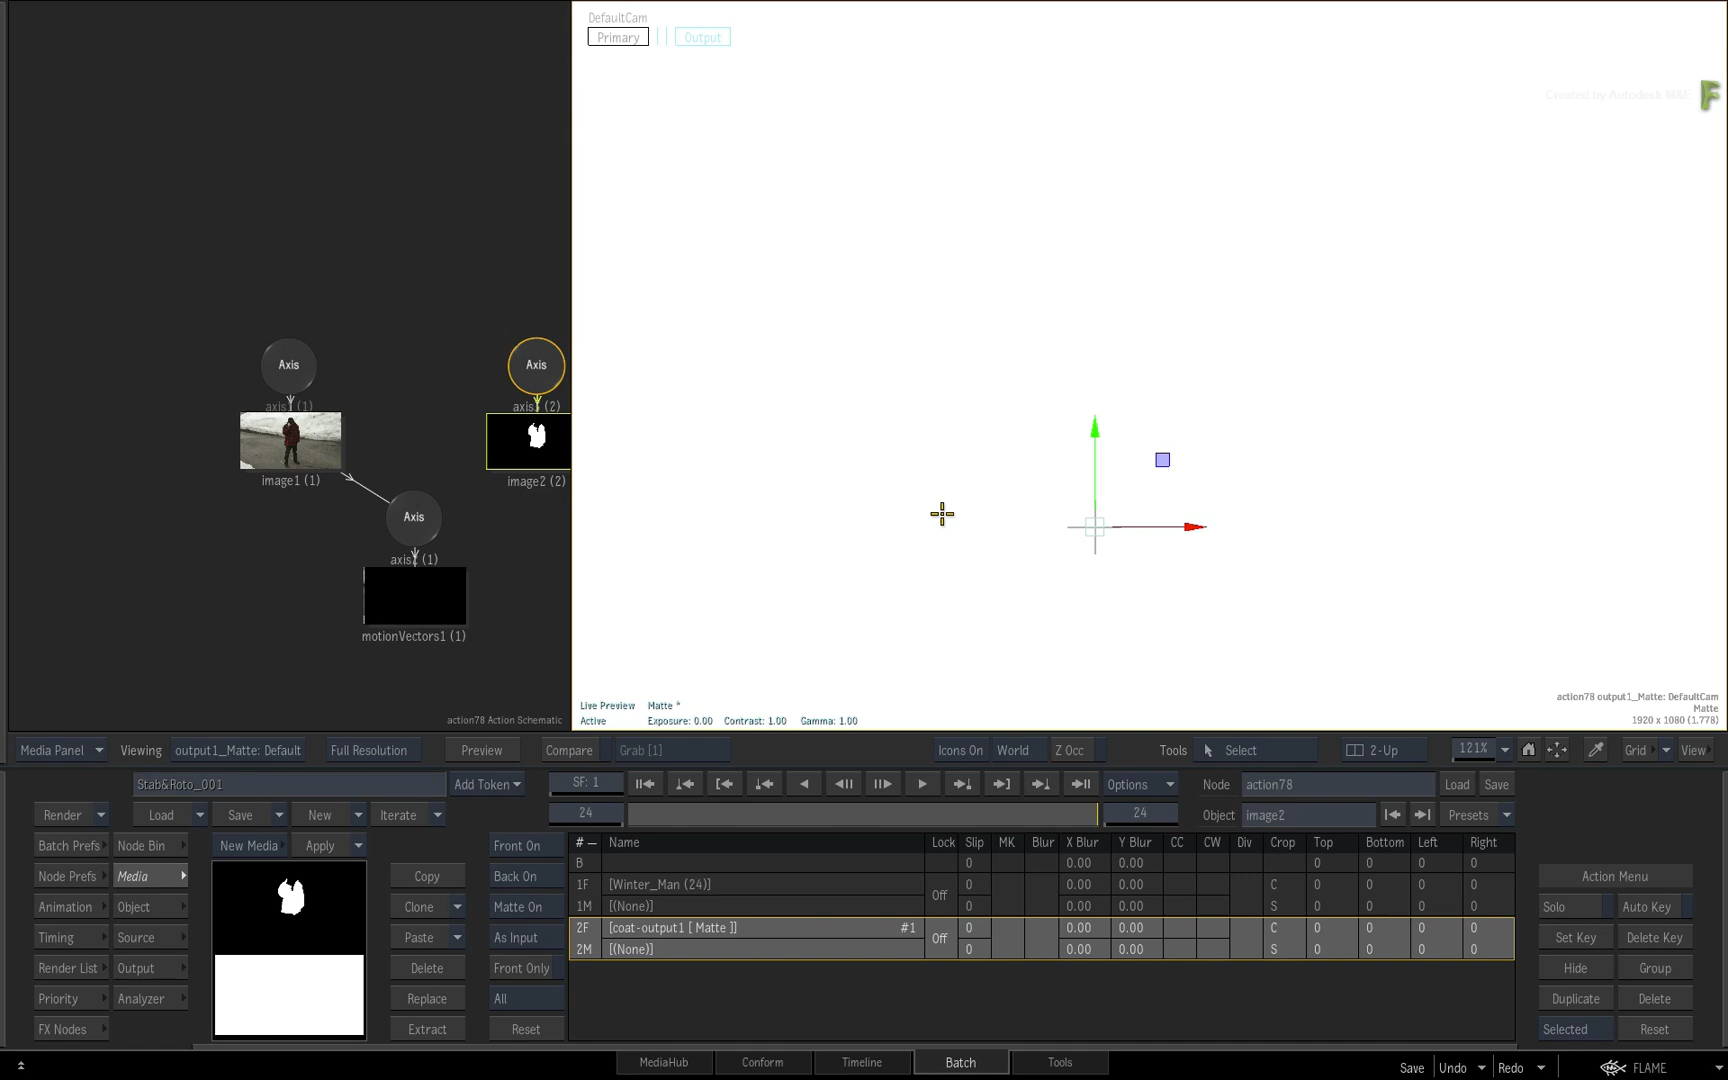 DefaultCam
Primary
Output
Created by Autodesk M&E
Axis
axis1 (1)
image1 (1)
Axis
axis3 (2)
image2 (2)
Axis
axis2 (1)
motionVectors1 (1)
action78 Action Schematic
Live Preview Matte *
Active Exposure: 0.00 Contrast: 1.00 Gamma: 1.00
action78 output1_Matte: DefaultCam
Matte
1920 x 1080 (1.778)
Media Panel Viewing output1_Matte: Default Full Resolution Preview Compare Grab [1] Icons On World Z Occ Tools Select 2-Up 121% Grid View
Stab&Roto_001 Add Token SF: 1 Options Node action78 Load Save
Render Load Save New Iterate 24 24 Object image2 Presets
Batch Prefs Node Bin New Media Apply Front On # Name Lock Slip MK Blur X Blur Y Blur CC CW Div Crop Top Bottom Left Right
B 0 0.00 0.00 0 0 0 0
Node Prefs Media Copy Back On Action Menu
1F [Winter_Man (24)] Off 0 0.00 0.00 C 0 0 0 0
Animation Object Clone Matte On Solo Auto Key
1M [(None)] 0 0.00 0.00 S 0 0 0 0
Timing Source Paste As Input Set Key Delete Key
2F [coat-output1 [ Matte ]] #1 Off 0 0.00 0.00 C 0 0 0 0
2M [(None)] 0 0.00 0.00 S 0 0 0 0
Render List Output Delete Front Only Hide Group
Priority Analyzer Replace All Duplicate Delete
FX Nodes Extract Reset Selected Reset
MediaHub Conform Timeline Batch Tools
Save Undo Redo FLAME